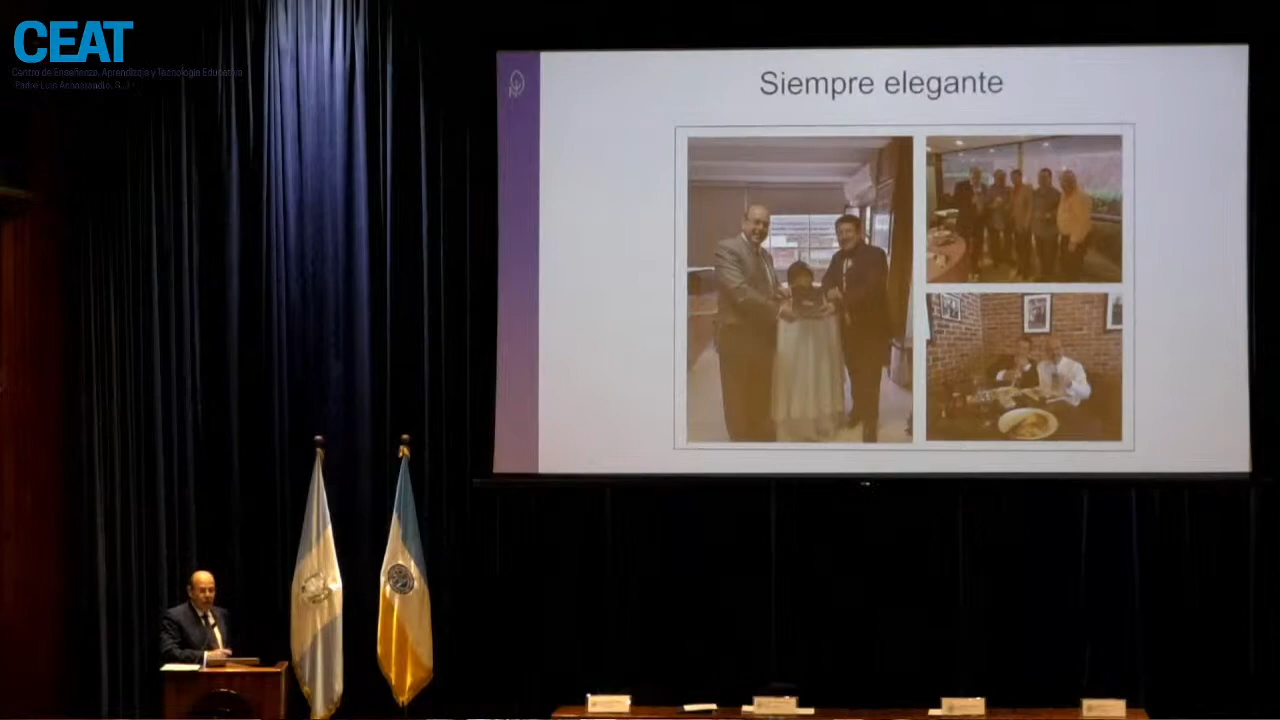 CEAT
Centro de Enseñanza, Aprendizaje y Tecnología Educativa
Siempre elegante